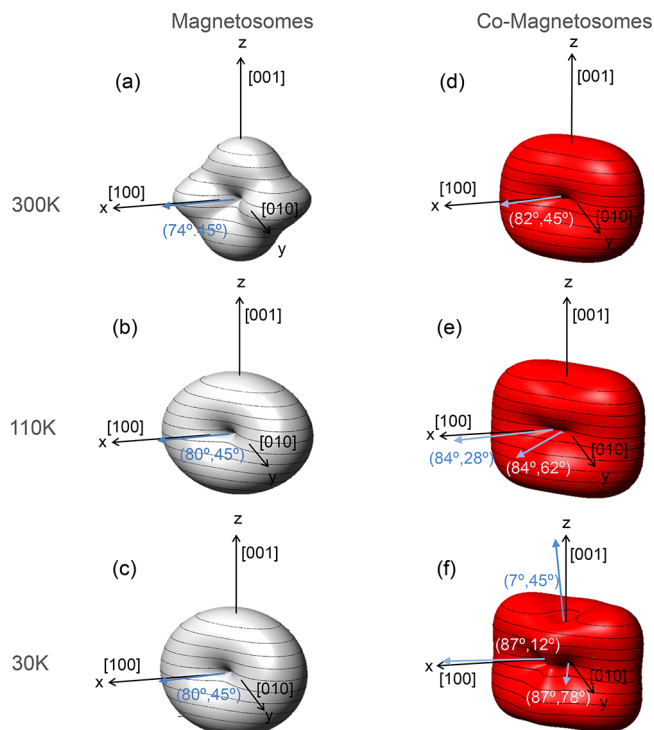 Magnetosomes
Co-Magnetosomes
(a)
z
[001]
[100]
x
[010]
y
(74º.45º)
(d)
z
[001]
[100]
x
[010]
y
(82º,45º)
300K
(b)
z
[001]
[100]
x
[010]
y
(80º,45º)
(e)
z
[001]
[100]
x
[010]
y
(84º,28º)
(84º,62º)
110K
(c)
z
[001]
[100]
x
[010]
y
(80º,45º)
(f)
z
[001]
(7º,45º)
(87º,12º)
x
[100]
[010]
y
(87º,78º)
30K